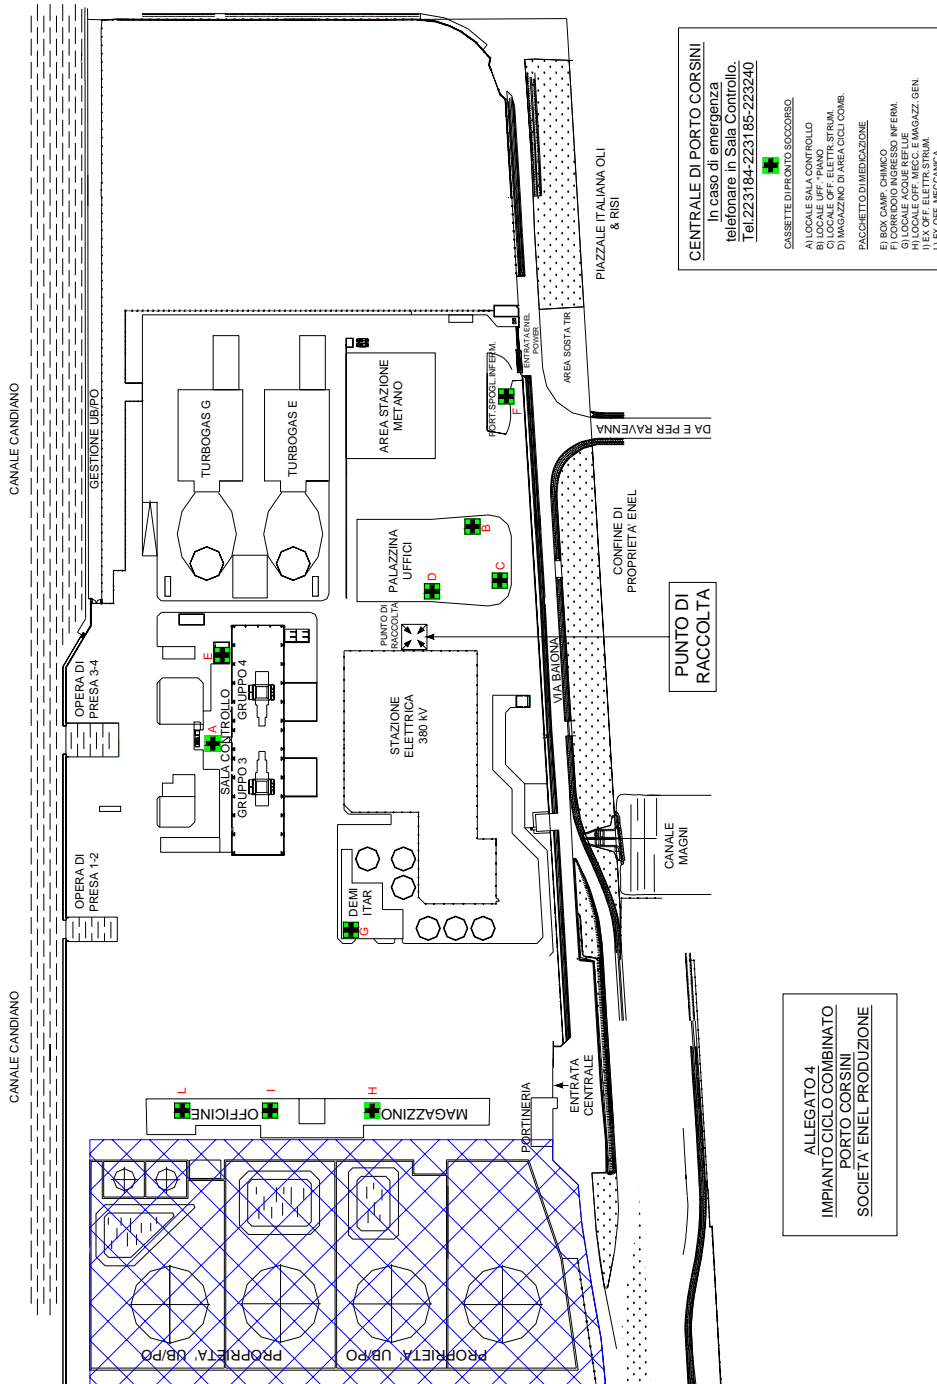 CANALE CANDIANO
CANALE CANDIANO
GESTIONE UB/PO
OPERA DI
PRESA 3-4
OPERA DI
PRESA 1-2
TURBOGAS G
TURBOGAS E
AREA STAZIONE
METANO
PORT.SPOGL.INFERM.
F
ENTRATA ENEL
POWER
AREA SOSTA TIR
PIAZZALE ITALIANA OLI
& RISI
DA E PER RAVENNA
PALAZZINA
UFFICI
B
C
D
PUNTO DI
RACCOLTA
E
A
SALA CONTROLLO
GRUPPO 4
GRUPPO 3
STAZIONE
ELETTRICA
380 kV
VIA BAIONA
CONFINE DI
PROPRIETA' ENEL
PUNTO DI
RACCOLTA
CANALE
MAGNI
DEMI
ITAR
G
L
I
H
OFFICINE
MAGAZZINO
PORTINERIA
ENTRATA
CENTRALE
PROPRIETA' UB/PO
PROPRIETA' UB/PO
CENTRALE DI PORTO CORSINI
In caso di emergenza
telefonare in Sala Controllo.
Tel.223184-223185-223240
CASSETTE DI PRONTO SOCCORSO
A) LOCALE SALA CONTROLLO
B) LOCALE UFF. °PIANO
C) LOCALE OFF. ELETTR.STRUM.
D) MAGAZZINO DI AREA CICLI COMB.
PACCHETTO DI MEDICAZIONE
E) BOX CAMP. CHIMICO
F) CORRIDOIO INGRESSO INFERM.
G) LOCALE ACQUE REFLUE
H) LOCALE OFF. MECC. E MAGAZZ. GEN.
I) EX OFF. ELETTR.STRUM.
L) EX OFF. MECCANICA
ALLEGATO 4
IMPIANTO CICLO COMBINATO
PORTO CORSINI
SOCIETA' ENEL PRODUZIONE